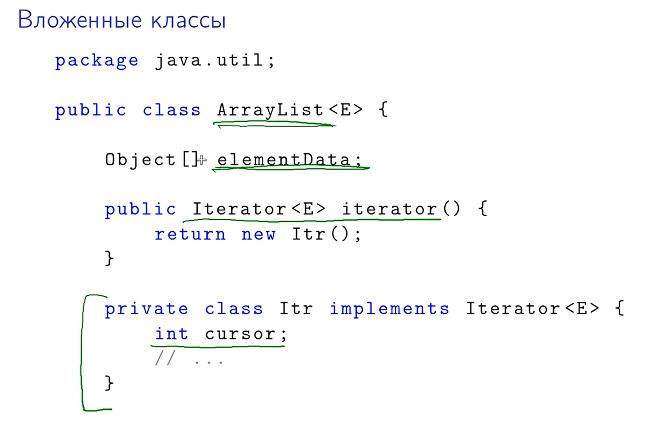 Вложенные классы
package java.util;
public class ArrayList<E> {
Object[] elementData;
public Iterator<E> iterator() {
return new Itr();
}
private class Itr implements Iterator<E> {
int cursor;
// ...
}